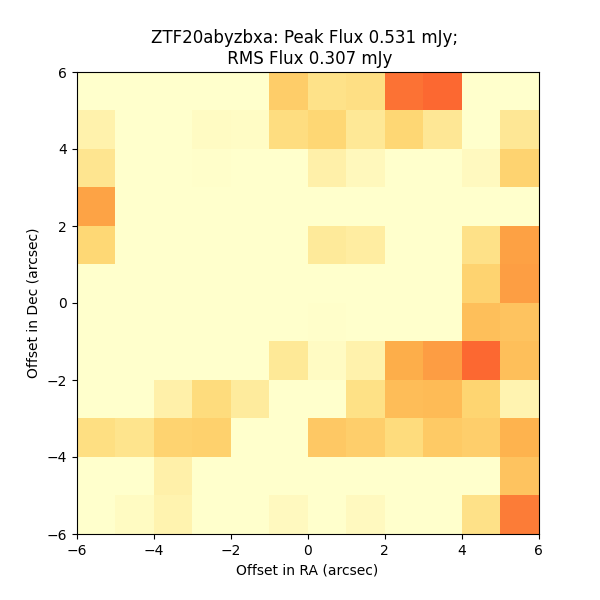 ZTF20abyzbxa: Peak Flux 0.531 mJy;
RMS Flux 0.307 mJy
6
4
2
0
−2
−4
−6
Offset in Dec (arcsec)
−6 −4 −2 0 2 4 6
Offset in RA (arcsec)